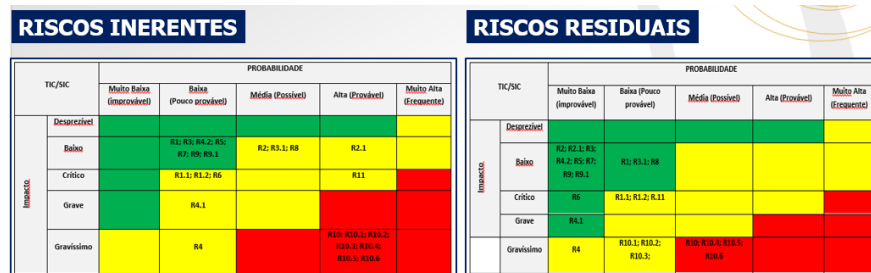 RISCOS INERENTES
TIC/SIC
PROBABILIDADE
Muito Baixa
(improvável)
Baixa
(Pouco provável)
Média (Possível)
Alta (Provável)
Muito Alta
(Frequente)
Impacto
Desprezível
Baixo
R1; R3; R4.2; R5;
R7; R9; R9.1
R2; R3.1; R8
R2.1
Crítico
R1.1; R1.2; R6
R11
Grave
R4.1
Gravíssimo
R4
R10; R10.1; R10.2;
R10.3; R10.4;
R10.5; R10.6
RISCOS RESIDUAIS
TIC/SIC
PROBABILIDADE
Muito Baixa
(improvável)
Baixa (Pouco
provável)
Média (Possível)
Alta (Provável)
Muito Alta
(Frequente)
Impacto
Desprezível
Baixo
R2; R2.1; R3;
R4.2; R5; R7;
R9; R9.1
R1; R3.1; R8
Crítico
R6
R1.1; R1.2; R.11
Grave
R4.1
Gravíssimo
R4
R10.1; R10.2;
R10.3;
R10; R10.4; R10.5;
R10.6